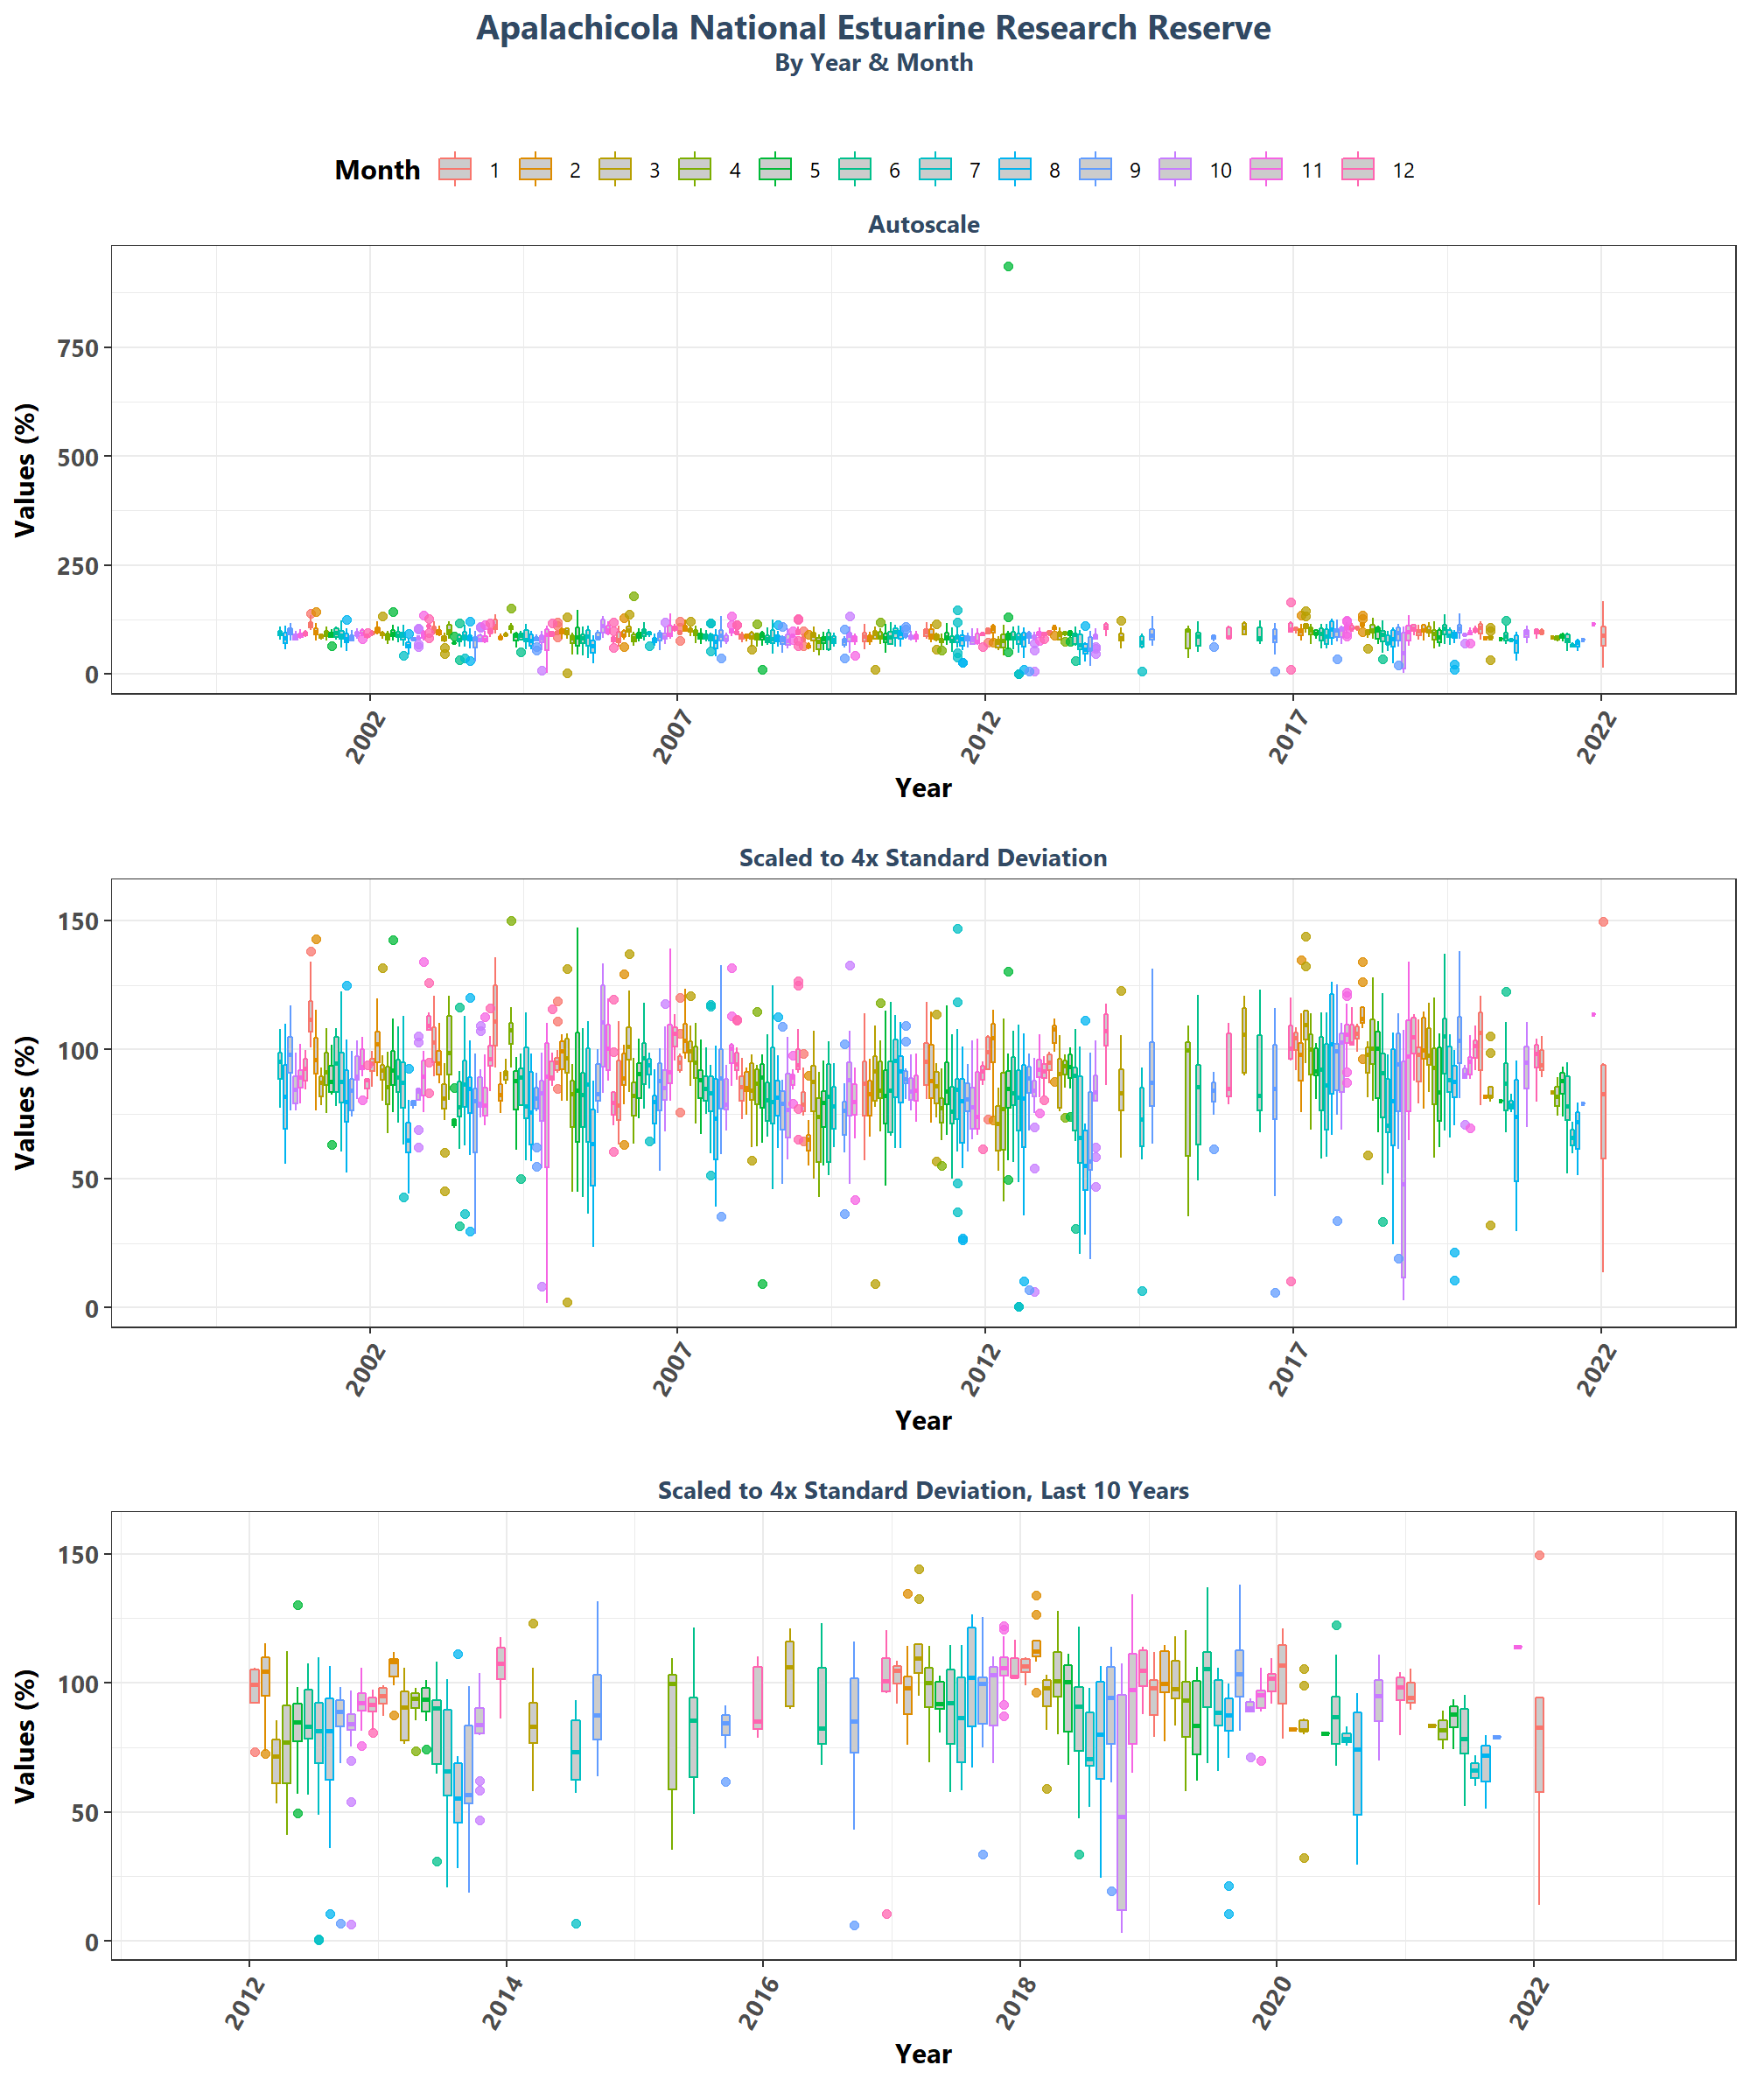 Apalachicola National Estuarine Research Reserve
By Year & Month
Month 1 2 3 4 5 6 7 8 9 10 11 12
Autoscale
Values (%)
750
500
250
0
2002 2007 2012 2017 2022
Year
Scaled to 4x Standard Deviation
Values (%)
150
100
50
0
2002 2007 2012 2017 2022
Year
Scaled to 4x Standard Deviation, Last 10 Years
Values (%)
150
100
50
0
2012 2014 2016 2018 2020 2022
Year